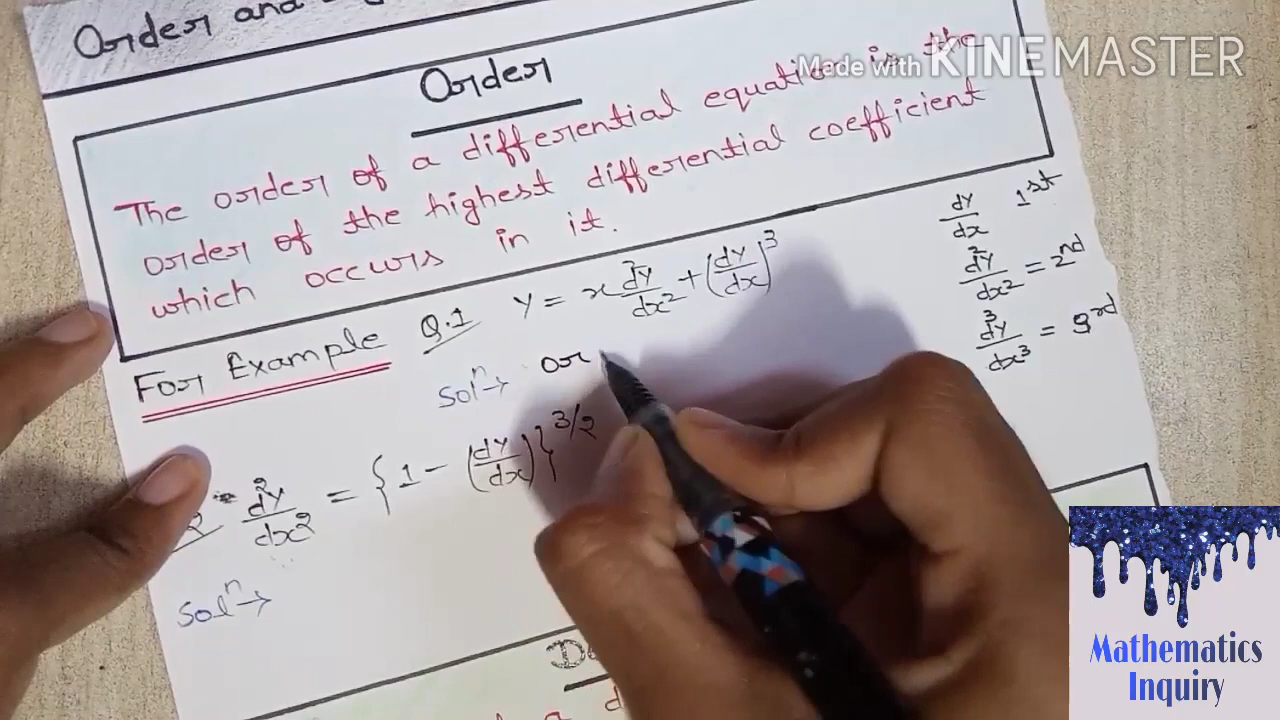 Order and
Made with KINEMASTER
Order
The order of a differential equation is the
order of the highest differential coefficient
which occurs in it.
dy/dx 1st
d²y/dx² = 2nd
d³y/dx³ = 3rd
For Example Q.1 y = x d²y/dx² + (dy/dx)³
Solⁿ→ Or
2 d²y/dx² = {1 - (dy/dx)}^3/2
Solⁿ→
Mathematics
Inquiry